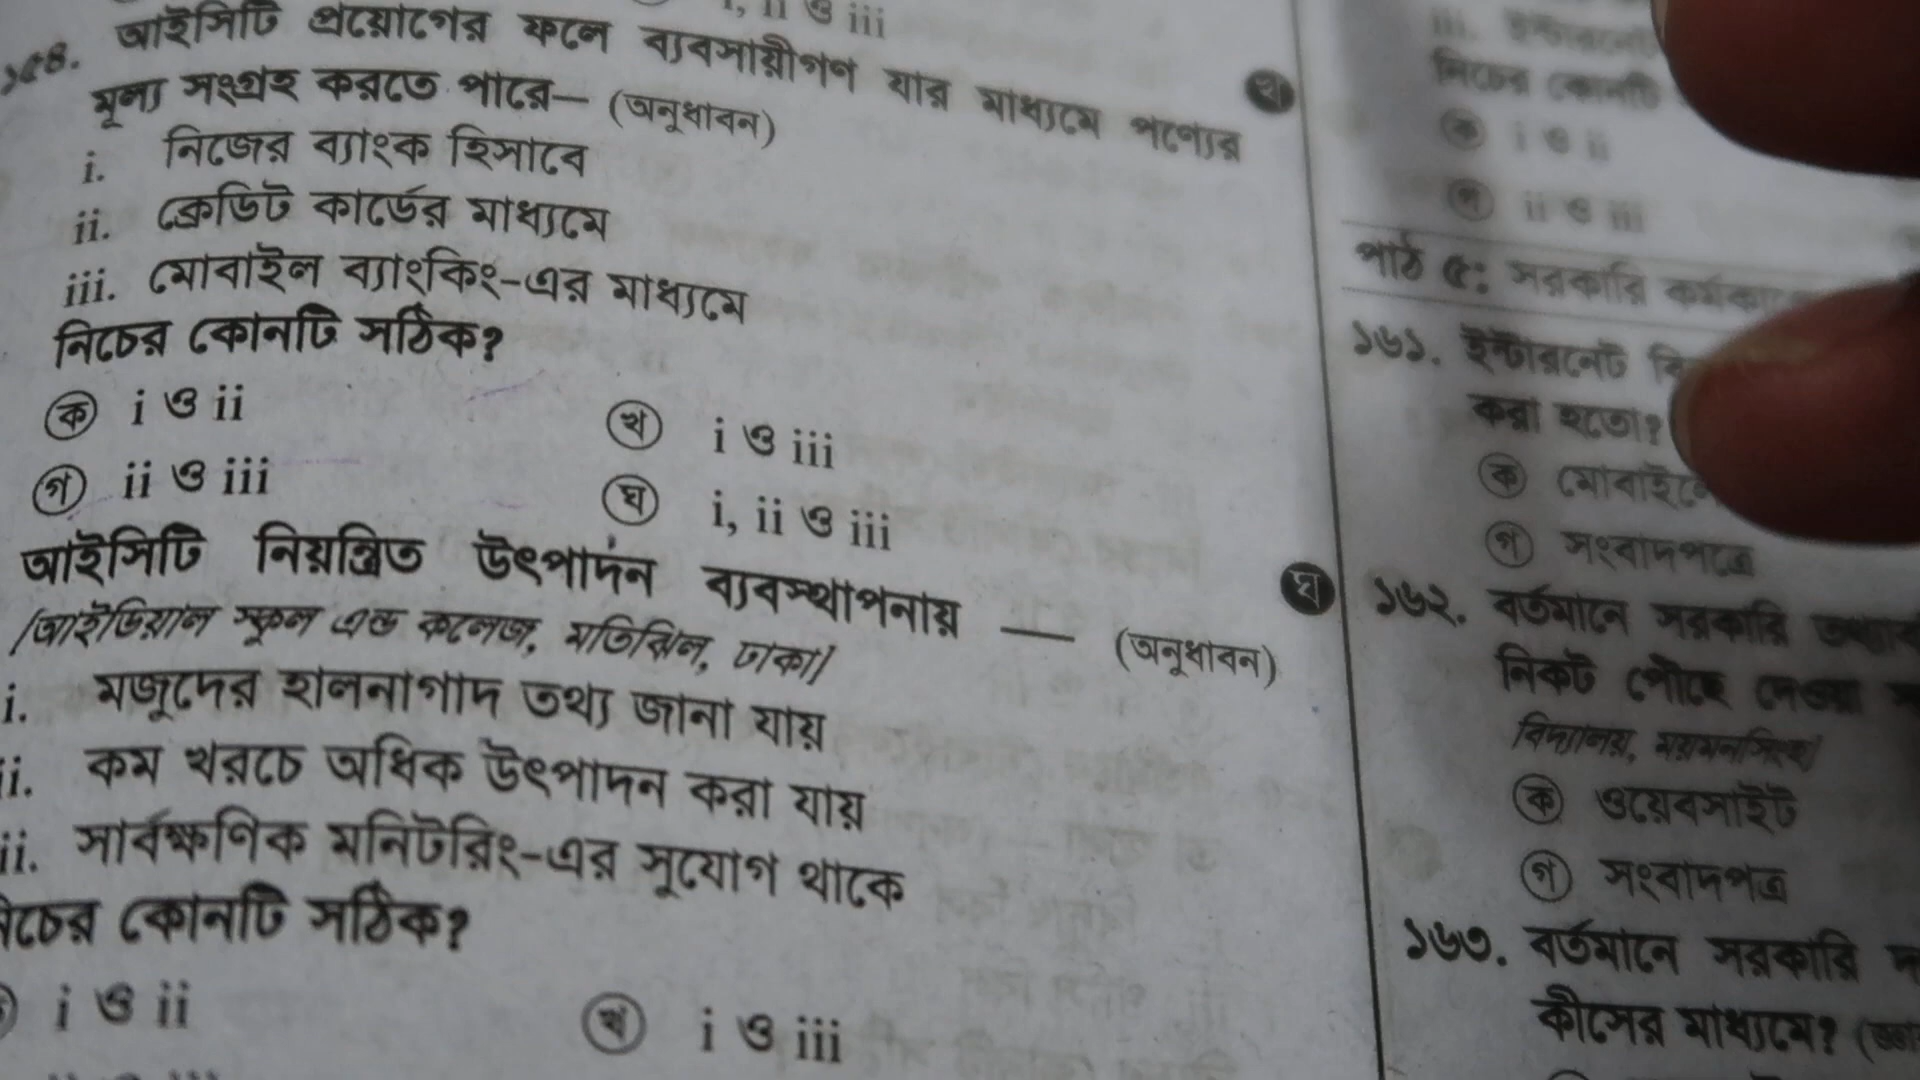 i, ii ও iii
১৫৪. আইসিটি প্রয়োগের ফলে ব্যবসায়ীগণ যার মাধ্যমে পণ্যের
মূল্য সংগ্রহ করতে পারে— (অনুধাবন)
i. নিজের ব্যাংক হিসাবে
ii. ক্রেডিট কার্ডের মাধ্যমে
iii. মোবাইল ব্যাংকিং-এর মাধ্যমে
নিচের কোনটি সঠিক?
ক i ও ii
খ i ও iii
গ ii ও iii
ঘ i, ii ও iii
ঘ
আইসিটি নিয়ন্ত্রিত উৎপাদন ব্যবস্থাপনায় — (অনুধাবন)
[আইডিয়াল স্কুল এন্ড কলেজ, মতিঝিল, ঢাকা]
i. মজুদের হালনাগাদ তথ্য জানা যায়
ii. কম খরচে অধিক উৎপাদন করা যায়
ii. সার্বক্ষণিক মনিটরিং-এর সুযোগ থাকে
নিচের কোনটি সঠিক?
i ও ii
খ i ও iii
নিচের কোনটি
ক i ও ii
গ ii ও iii
পাঠ ৫: সরকারি
১৬১. ইন্টারনেট
করা হতো?
ক মোবাইলে
গ সংবাদপত্রে
১৬২. বর্তমানে সরকারি
নিকট পৌঁছে দেওয়া
বিদ্যালয়, ময়মনসিংহ]
ক ওয়েবসাইট
গ সংবাদপত্র
১৬৩. বর্তমানে সরকারি
কীসের মাধ্যমে?